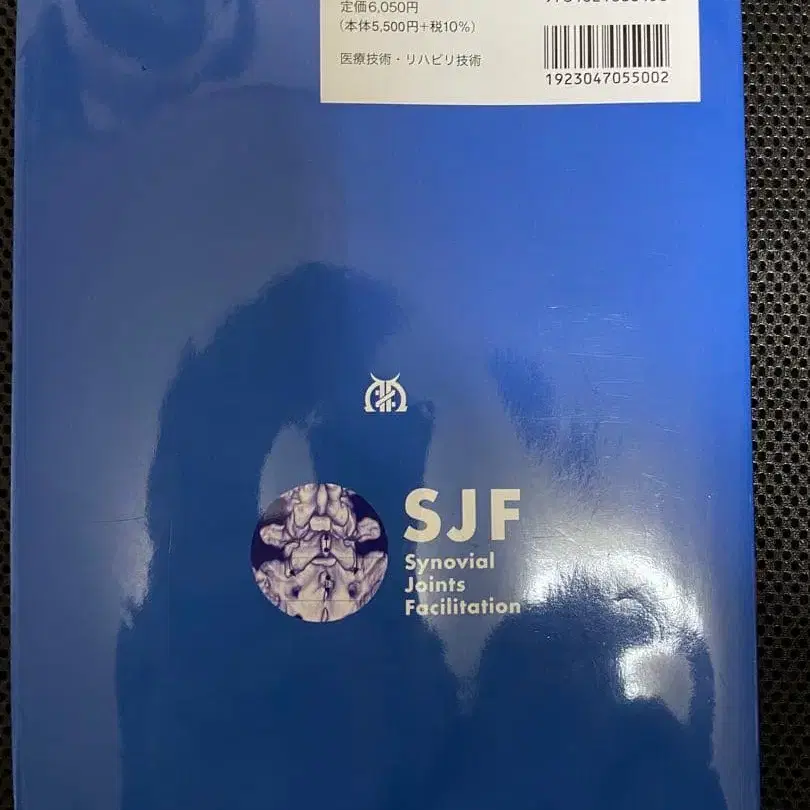 定価6,050円
(本体5,500円+税10%)
医療技術・リハビリ技術
1923047055002
SJF
Synovial
Joints
Facilitation